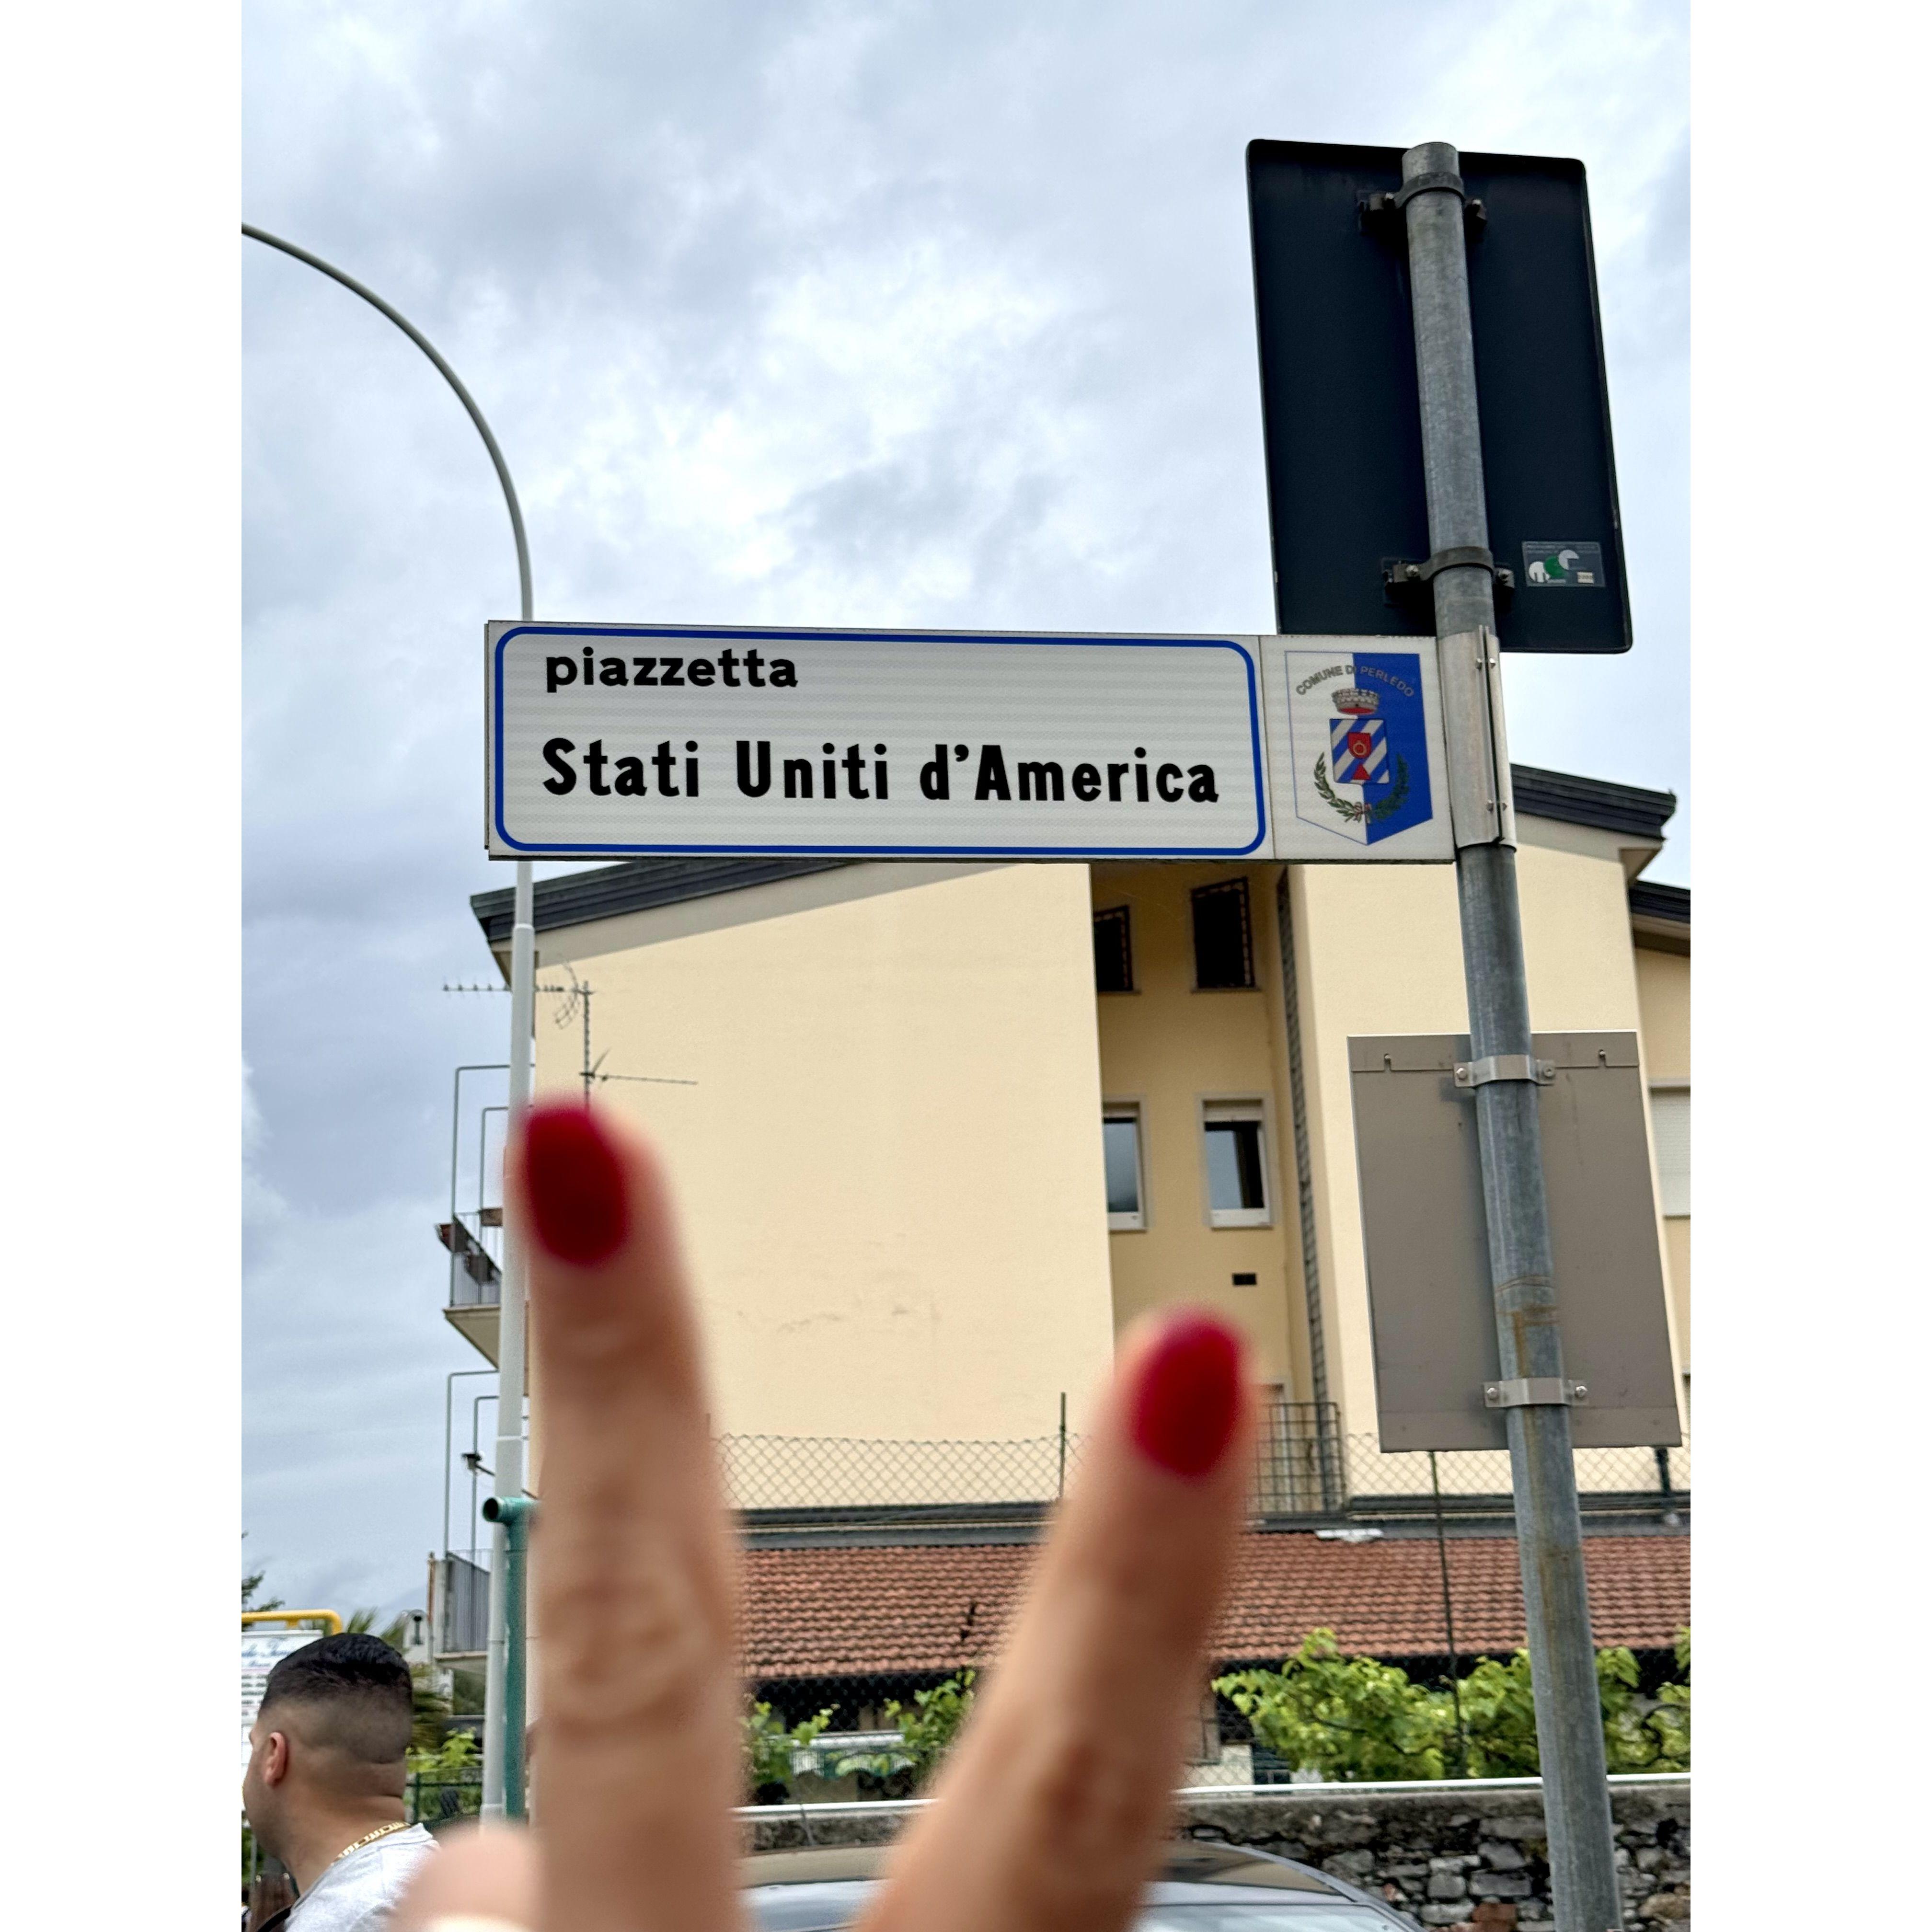 piazzetta
Stati Uniti d'America
COMUNE DI PERLEDO